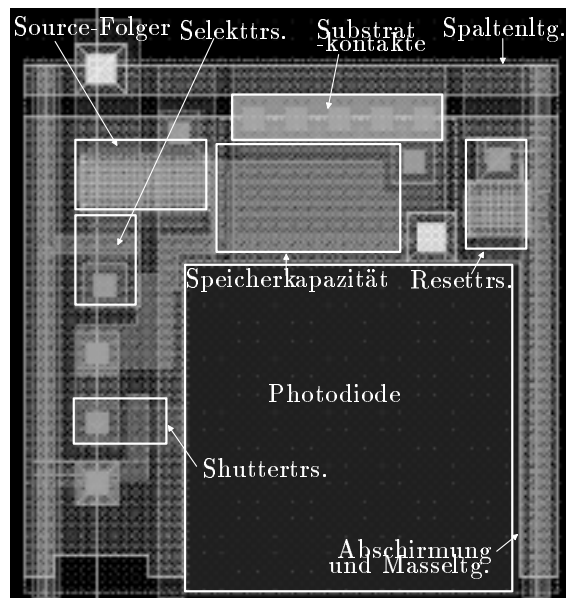 Source-Folger Selekttrs. Substrat Spaltenltg.
-kontakte
Speicherkapazität Resettrs.
Photodiode
Shuttertrs.
Abschirmung
und Masseltg.